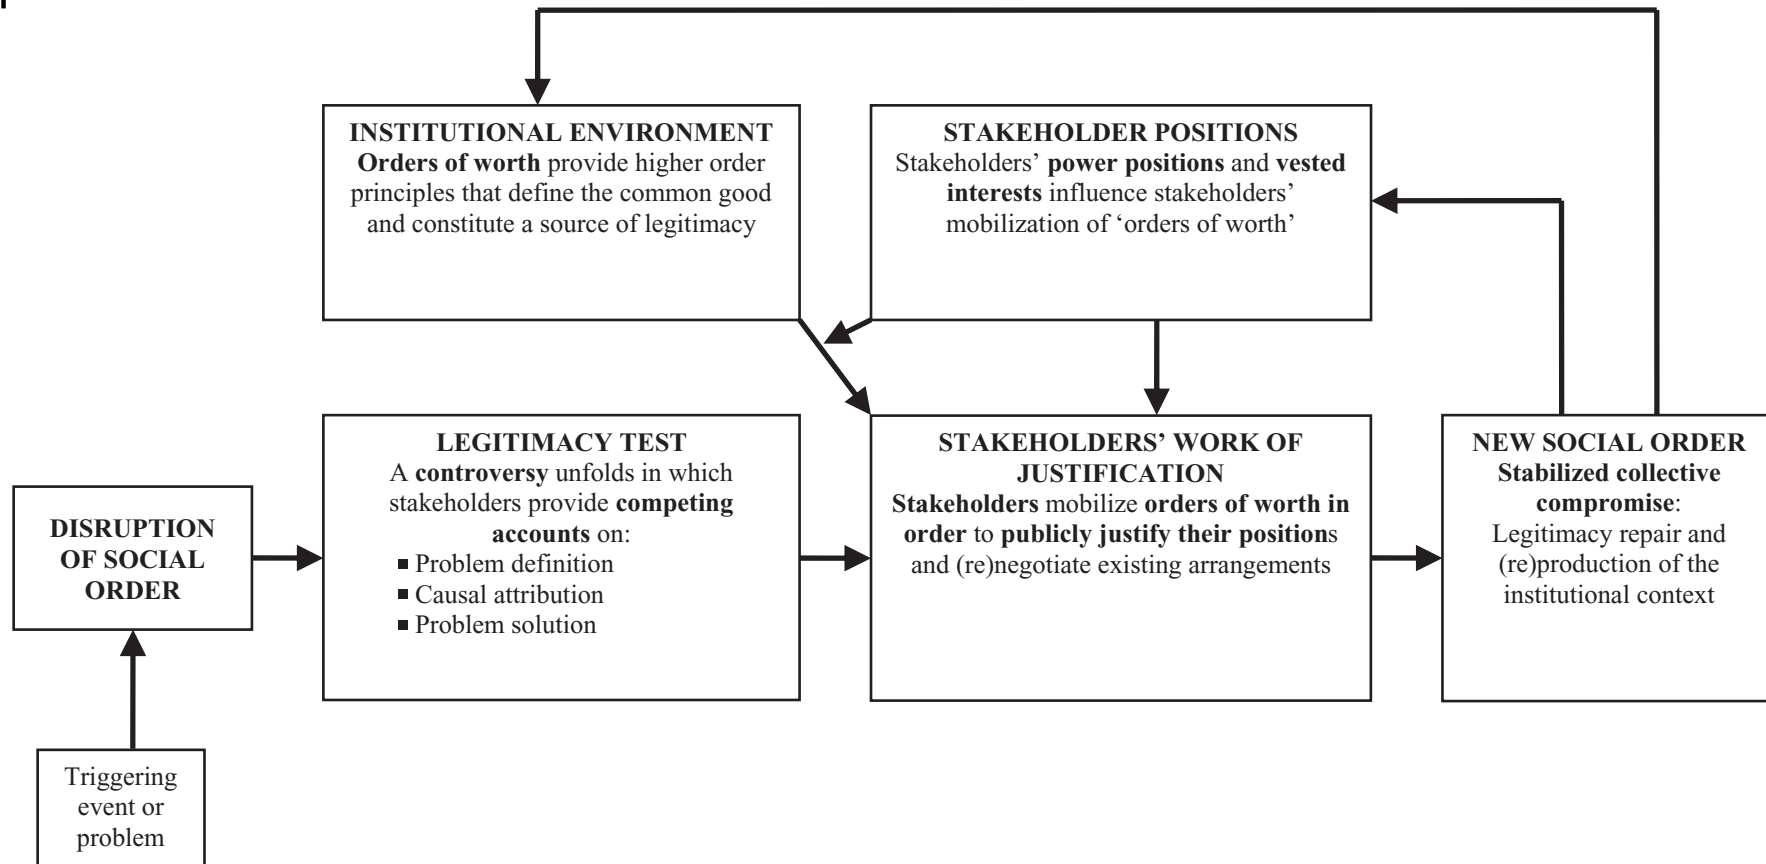 INSTITUTIONAL ENVIRONMENT
Orders of worth provide higher order
principles that define the common good
and constitute a source of legitimacy
STAKEHOLDER POSITIONS
Stakeholders’ power positions and vested
interests influence stakeholders’
mobilization of ‘orders of worth’
DISRUPTION
OF SOCIAL
ORDER
LEGITIMACY TEST
A controversy unfolds in which
stakeholders provide competing
accounts on:
▪ Problem definition
▪ Causal attribution
▪ Problem solution
STAKEHOLDERS’ WORK OF
JUSTIFICATION
Stakeholders mobilize orders of worth in
order to publicly justify their positions
and (re)negotiate existing arrangements
NEW SOCIAL ORDER
Stabilized collective
compromise:
Legitimacy repair and
(re)production of the
institutional context
Triggering
event or
problem